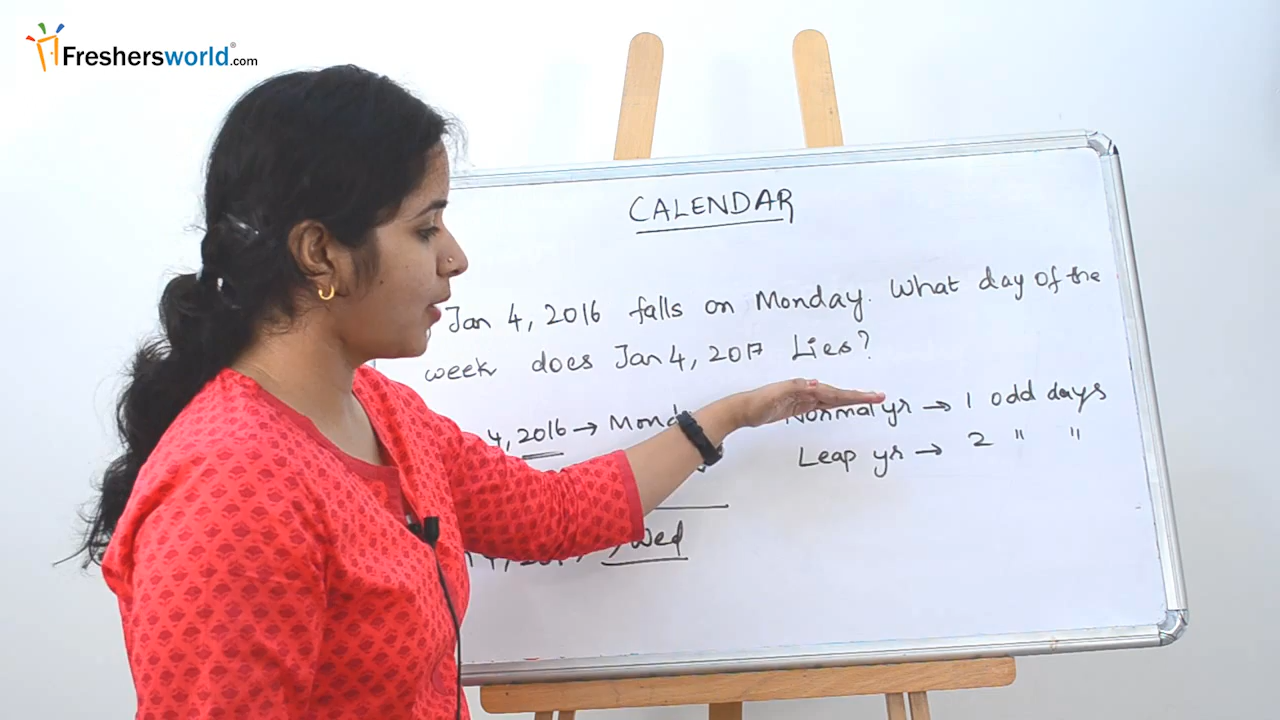 Freshersworld.com
CALENDAR
Jan 4, 2016 falls on Monday. What day of the
week does Jan 4, 2017 Lies?
4, 2016 → Mond
Normal yr → 1 odd days
Leap yr → 2 " "
Wed